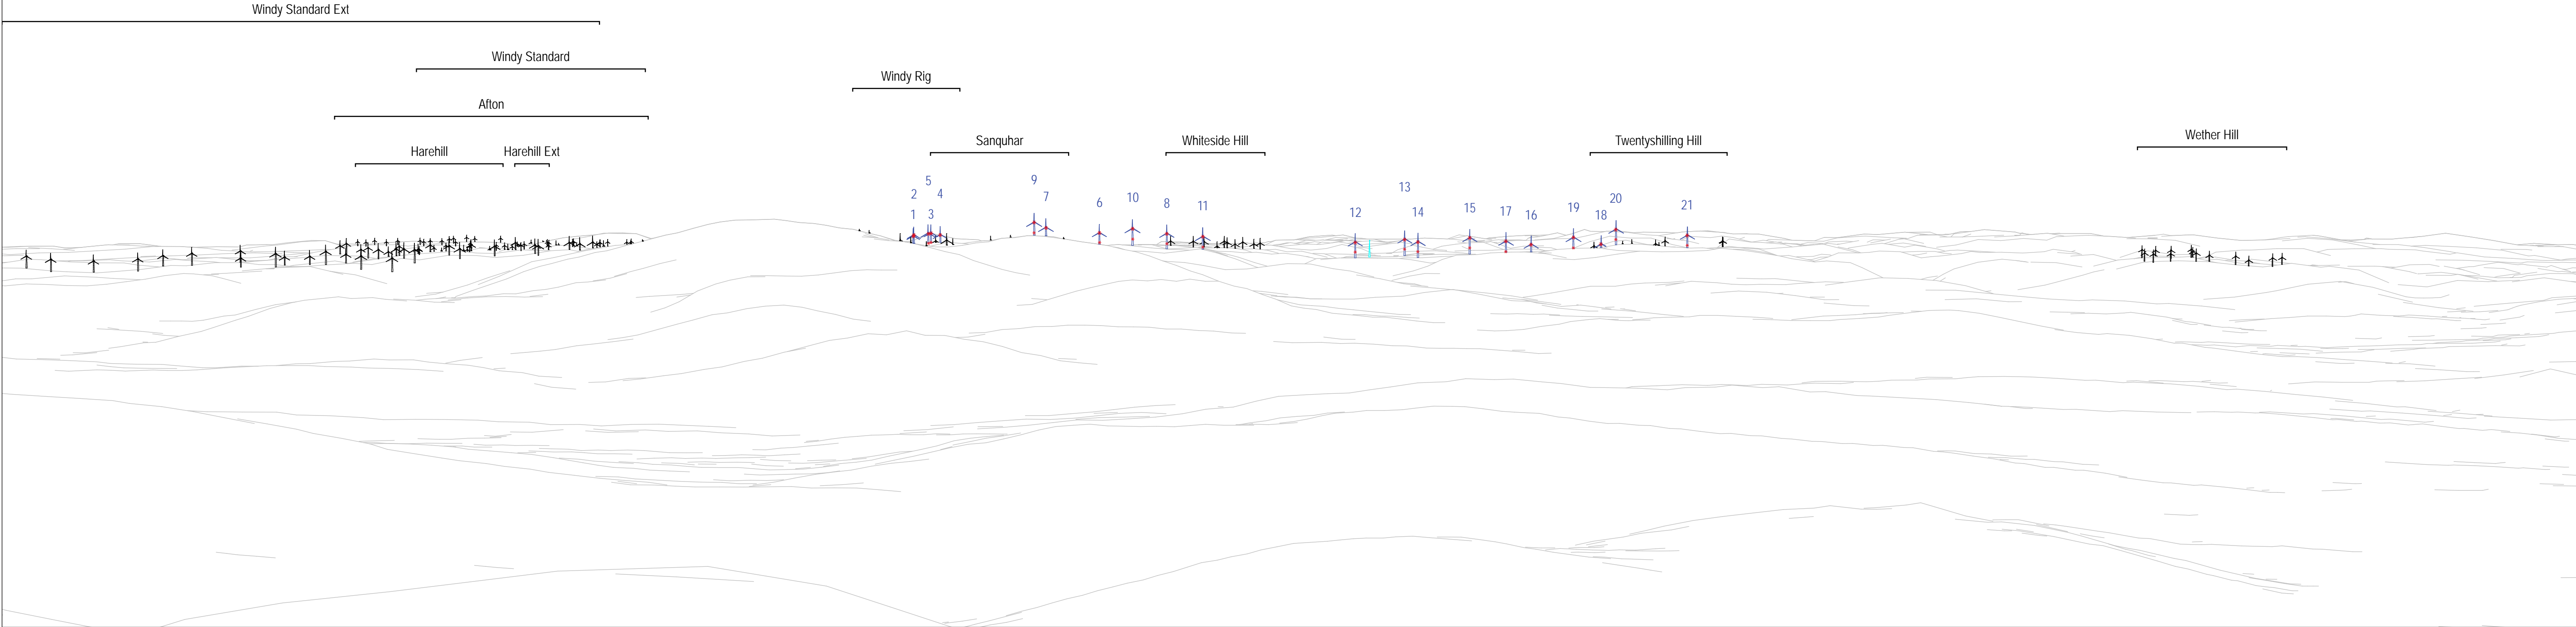 Windy Standard Ext
Windy Standard
Windy Rig
Afton
Wether Hill
Sanquhar
Whiteside Hill
Twentyshilling Hill
Harehill
Harehill Ext
9
5
13
2
4
7
10
20
6
8
11
19
21
15
1
3
12
14
17
16
18